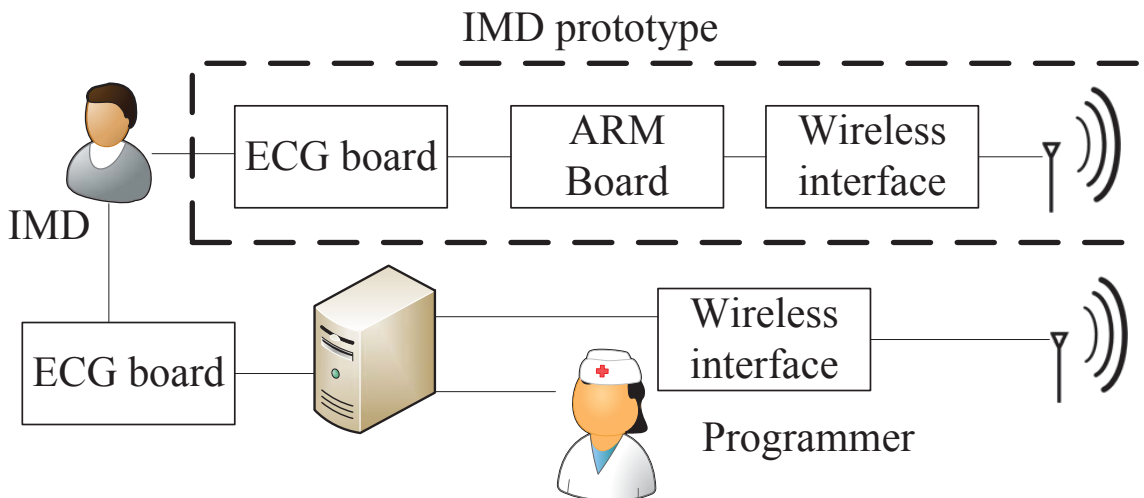 IMD prototype
ECG board
ARM
Board
Wireless
interface
IMD
ECG board
Wireless
interface
Programmer